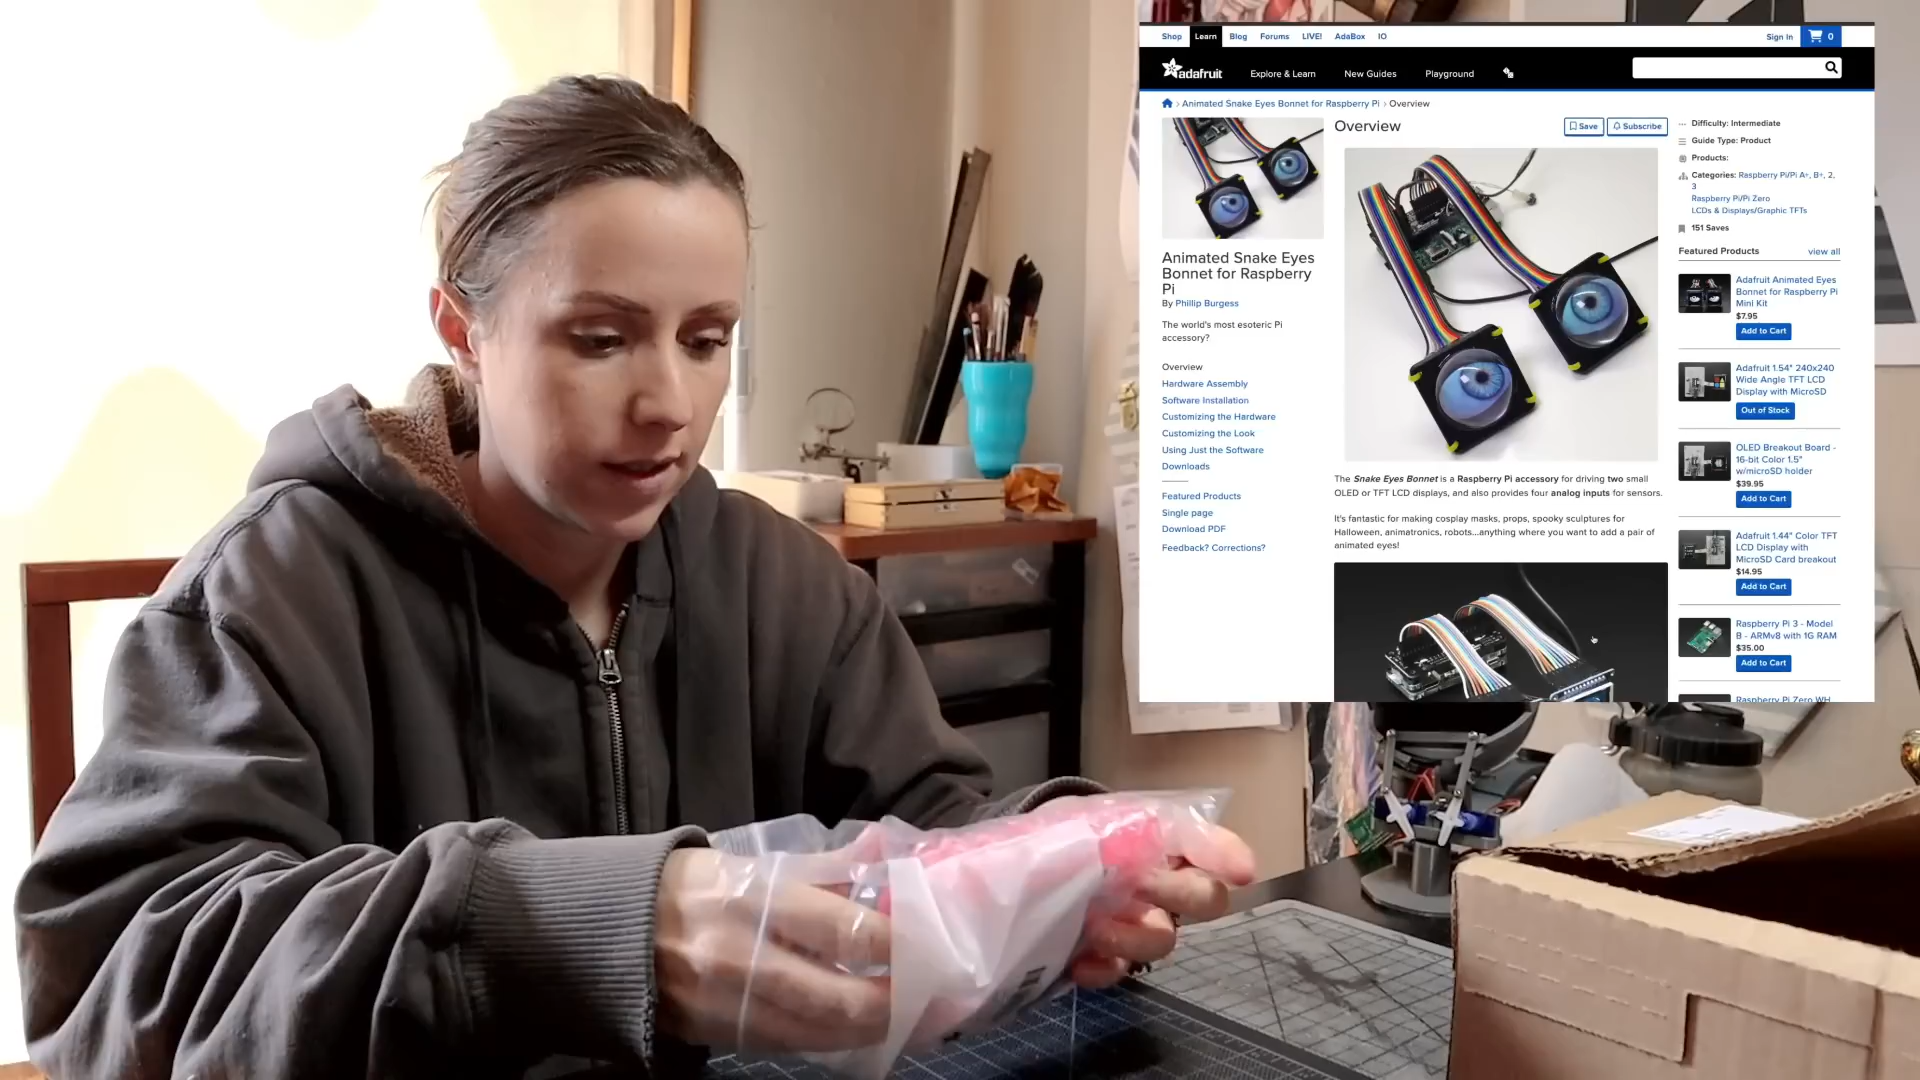 Shop Learn Blog Forums LIVE! AdaBox IO Sign In 0
adafruit Explore & Learn New Guides Playground
Animated Snake Eyes Bonnet for Raspberry Pi › Overview
Animated Snake Eyes
Bonnet for Raspberry
Pi
By Phillip Burgess
The world's most esoteric Pi
accessory?
Overview
Hardware Assembly
Software Installation
Customizing the Hardware
Customizing the Look
Using Just the Software
Downloads
Featured Products
Single page
Download PDF
Feedback? Corrections?
Overview
Save Subscribe
The Snake Eyes Bonnet is a Raspberry Pi accessory for driving two small
OLED or TFT LCD displays, and also provides four analog inputs for sensors.
It's fantastic for making cosplay masks, props, spooky sculptures for
Halloween, animatronics, robots...anything where you want to add a pair of
animated eyes!
Difficulty: Intermediate
Guide Type: Product
Products:
Categories: Raspberry Pi/Pi A+, B+, 2,
3
Raspberry Pi/Pi Zero
LCDs & Displays/Graphic TFTs
151 Saves
Featured Products view all
Adafruit Animated Eyes
Bonnet for Raspberry Pi
Mini Kit
$7.95
Add to Cart
Adafruit 1.54" 240x240
Wide Angle TFT LCD
Display with MicroSD
Out of Stock
OLED Breakout Board -
16-bit Color 1.5"
w/microSD holder
$39.95
Add to Cart
Adafruit 1.44" Color TFT
LCD Display with
MicroSD Card breakout
$14.95
Add to Cart
Raspberry Pi 3 - Model
B - ARMv8 with 1G RAM
$35.00
Add to Cart
Raspberry Pi Zero WH